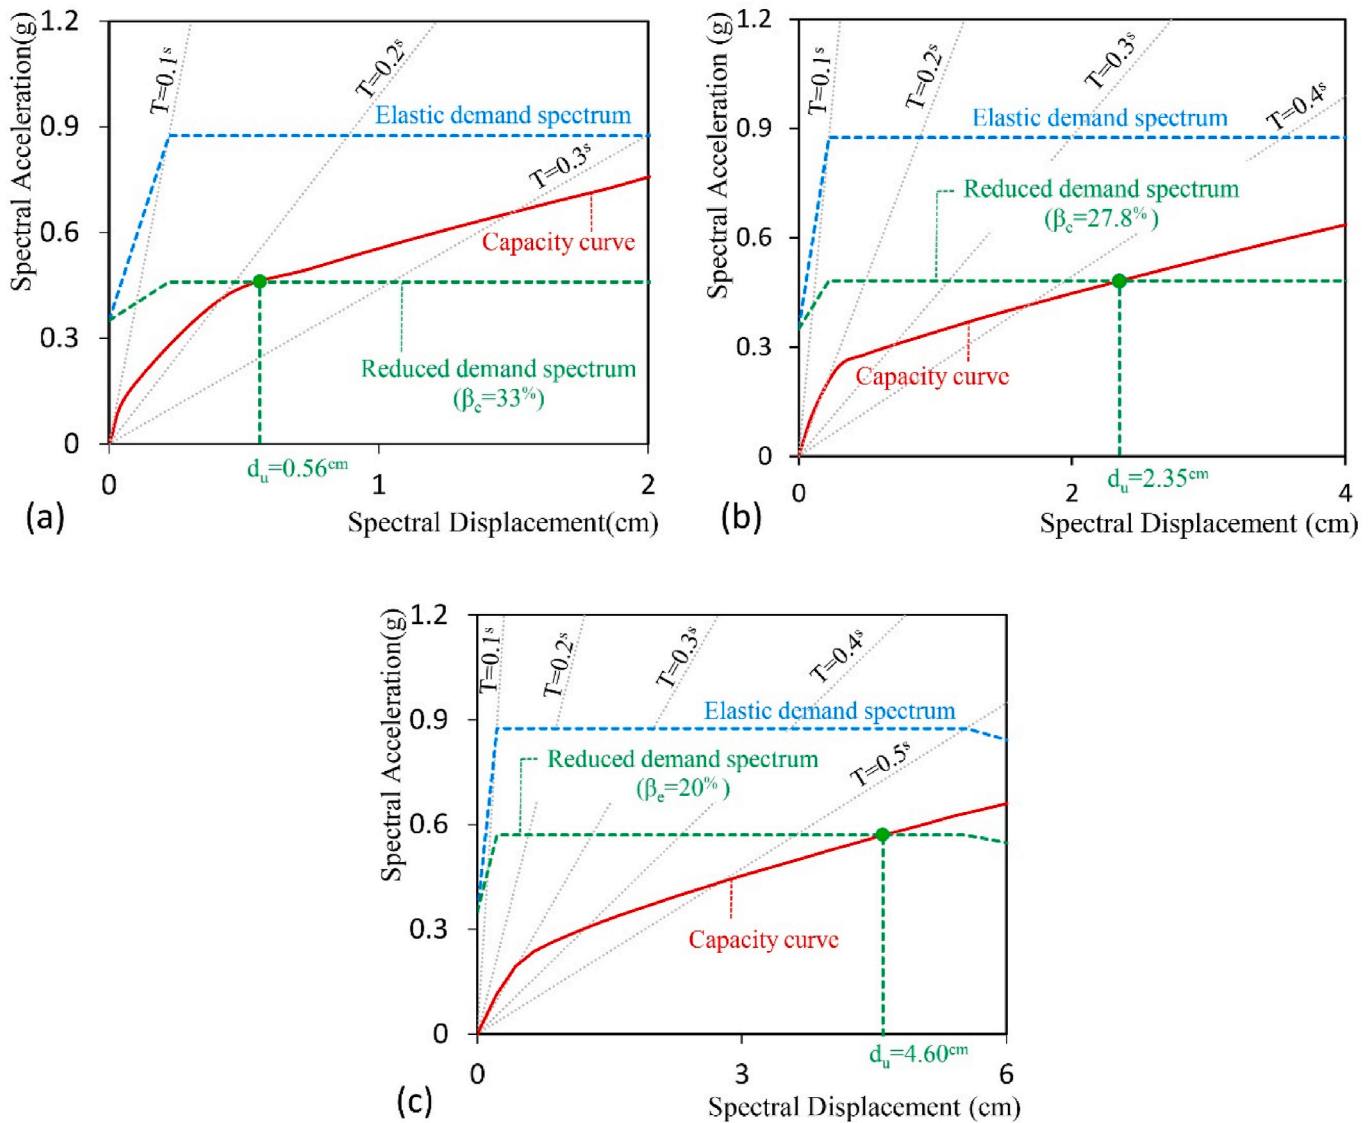 Spectral Acceleration(g)
1.2
0.9
0.6
0.3
0
T=0.1ˢ
T=0.2ˢ
Elastic demand spectrum
T=0.3ˢ
Capacity curve
Reduced demand spectrum
(βₑ=33%)
dᵤ=0.56ᶜᵐ
0
1
2
(a)
Spectral Displacement(cm)
Spectral Acceleration (g)
1.2
0.9
0.6
0.3
0
T=0.1ˢ
T=0.2ˢ
T=0.3ˢ
T=0.4ˢ
Elastic demand spectrum
Reduced demand spectrum
(βₑ=27.8%)
Capacity curve
0
2
4
dᵤ=2.35ᶜᵐ
(b)
Spectral Displacement (cm)
Spectral Acceleration(g)
1.2
0.9
0.6
0.3
0
T=0.1ˢ
T=0.2ˢ
T=0.3ˢ
T=0.4ˢ
Elastic demand spectrum
Reduced demand spectrum
(βₑ=20%)
T=0.5ˢ
Capacity curve
dᵤ=4.60ᶜᵐ
0
3
6
(c)
Spectral Displacement (cm)